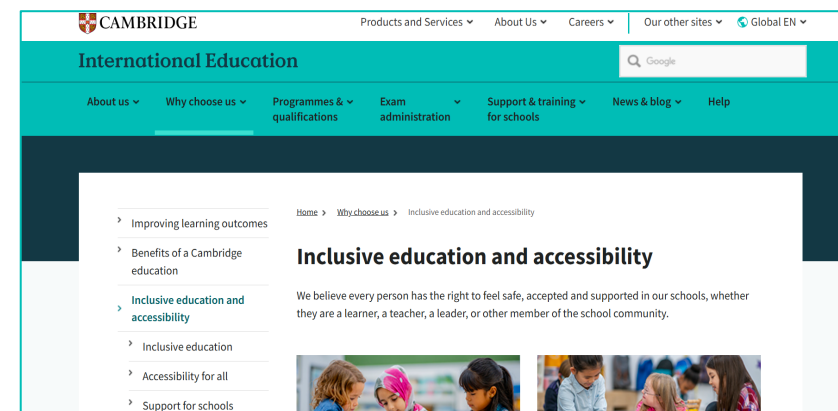 CAMBRIDGE
Products and Services About Us Careers Our other sites Global EN
International Education
Google
About us Why choose us Programmes & qualifications Exam administration Support & training for schools News & blog Help
Home > Why choose us > Inclusive education and accessibility
Improving learning outcomes
Benefits of a Cambridge
education
Inclusive education and
accessibility
Inclusive education
Accessibility for all
Support for schools
Inclusive education and accessibility
We believe every person has the right to feel safe, accepted and supported in our schools, whether
they are a learner, a teacher, a leader, or other member of the school community.